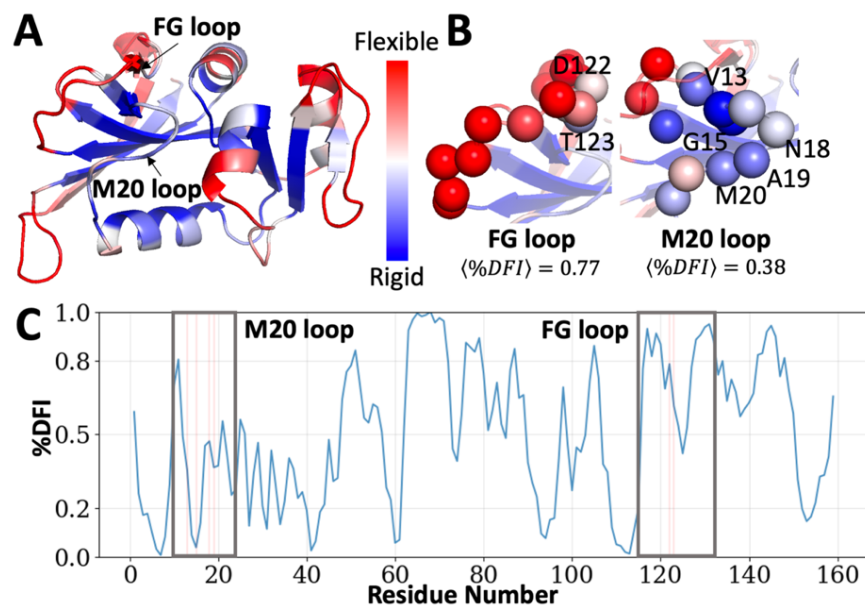 A
FG loop
M20 loop
Flexible
Rigid
B
D122
T123
FG loop
⟨%DFI⟩ = 0.77
V13
G15
N18
A19
M20
M20 loop
⟨%DFI⟩ = 0.38
C
M20 loop
FG loop
%DFI
1.0
0.8
0.5
0.2
0.0
0 20 40 60 80 100 120 140 160
Residue Number